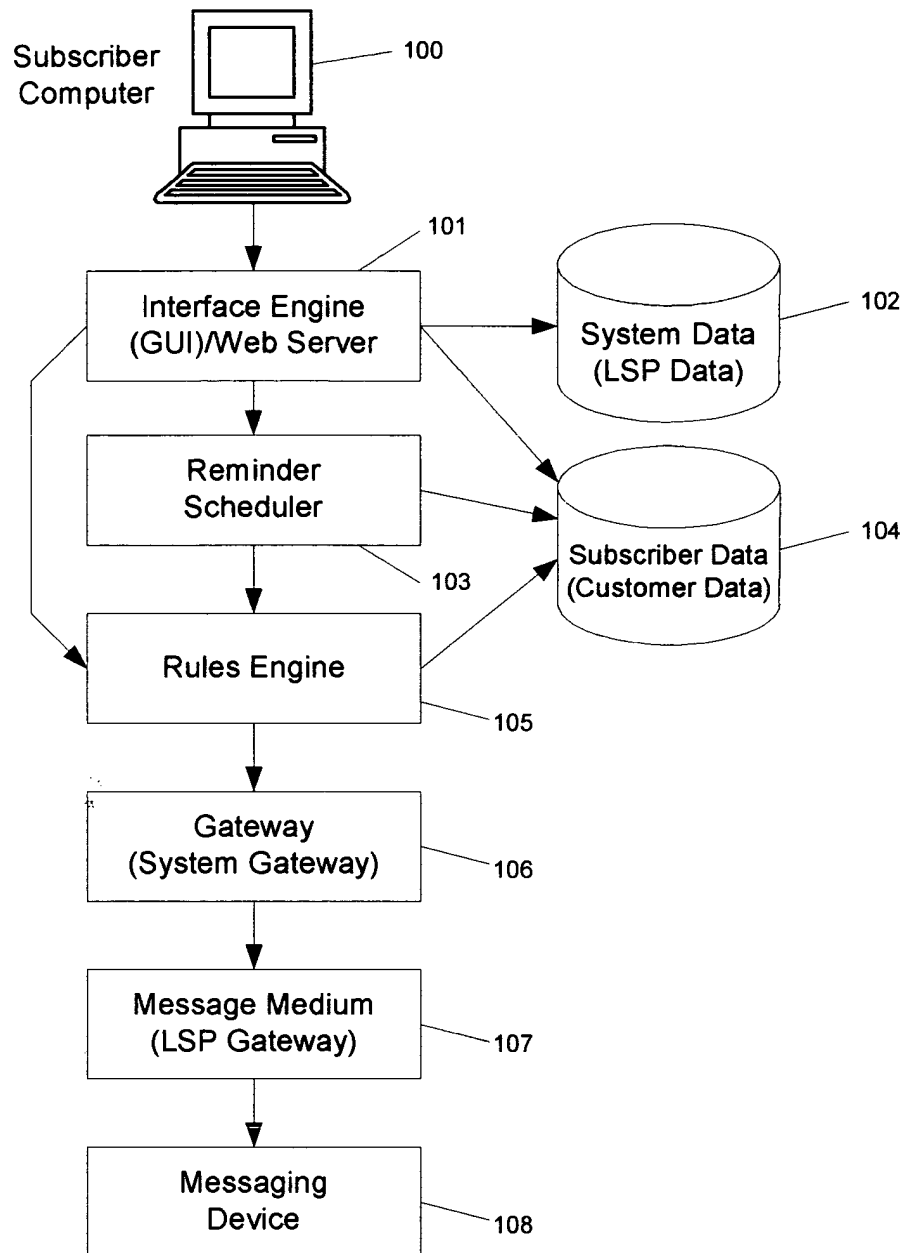 Subscriber
Computer
100
101
Interface Engine
(GUI)/Web Server
102
System Data
(LSP Data)
Reminder
Scheduler
103
104
Subscriber Data
(Customer Data)
Rules Engine
105
Gateway
(System Gateway)
106
Message Medium
(LSP Gateway)
107
Messaging
Device
108